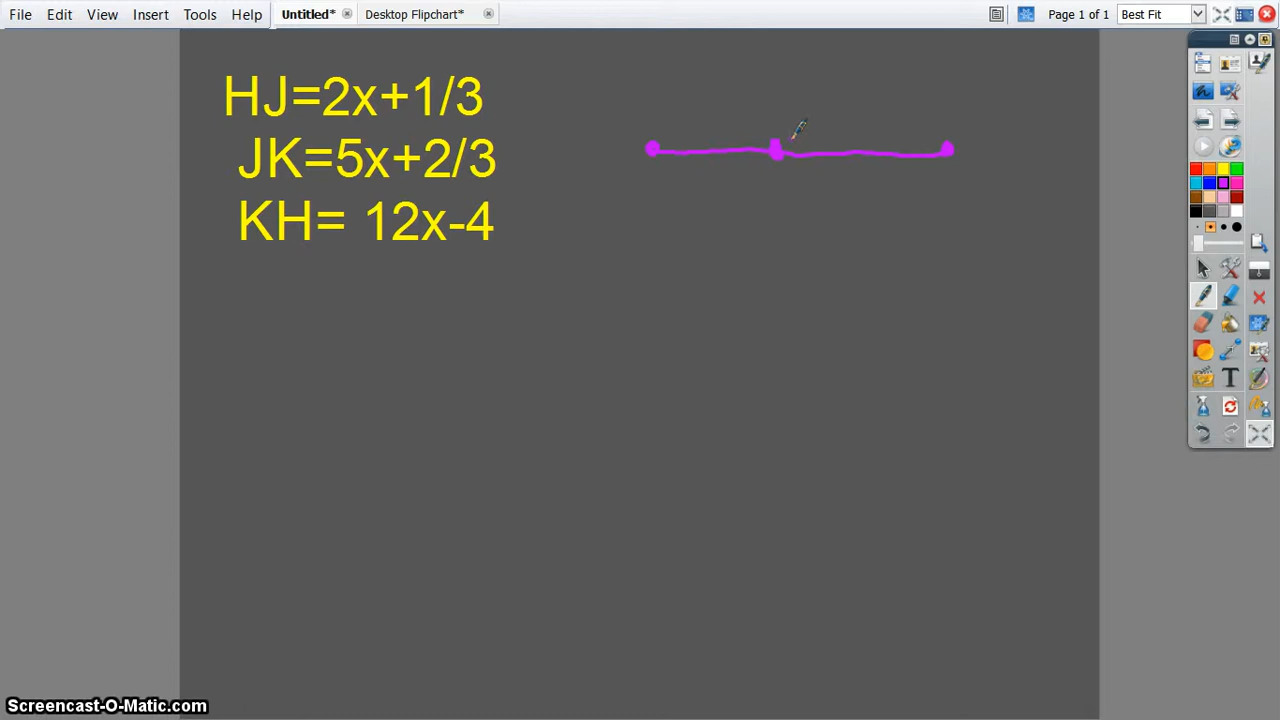 File Edit View Insert Tools Help Untitled* Desktop Flipchart* Page 1 of 1 Best Fit
HJ=2x+1/3
JK=5x+2/3
KH= 12x-4
T
Screencast-O-Matic.com